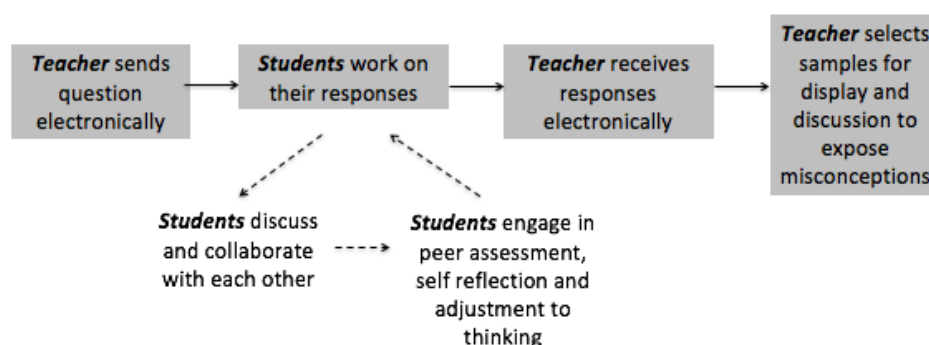 Teacher sends
question
electronically
Students work on
their responses
Teacher receives
responses
electronically
Teacher selects
samples for
display and
discussion to
expose
misconceptions
Students discuss
and collaborate
with each other
Students engage in
peer assessment,
self reflection and
adjustment to
thinking